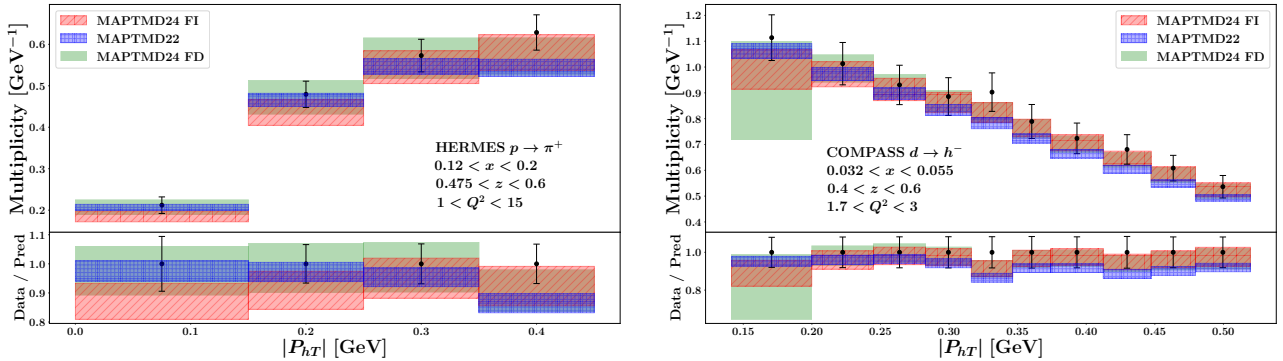 MAPTMD24 FI
MAPTMD22
MAPTMD24 FD
Multiplicity [GeV−1]
0.6
0.5
0.4
0.3
0.2
HERMES p → π+
0.12 < x < 0.2
0.475 < z < 0.6
1 < Q2 < 15
Data / Pred
1.1
1.0
0.9
0.8
0.0
0.1
0.2
0.3
0.4
|PhT| [GeV]
MAPTMD24 FI
MAPTMD22
MAPTMD24 FD
Multiplicity [GeV−1]
1.2
1.1
1.0
0.9
0.8
0.7
0.6
0.5
0.4
COMPASS d → h−
0.032 < x < 0.055
0.4 < z < 0.6
1.7 < Q2 < 3
Data / Pred
1.0
0.8
0.15
0.20
0.25
0.30
0.35
0.40
0.45
0.50
|PhT| [GeV]